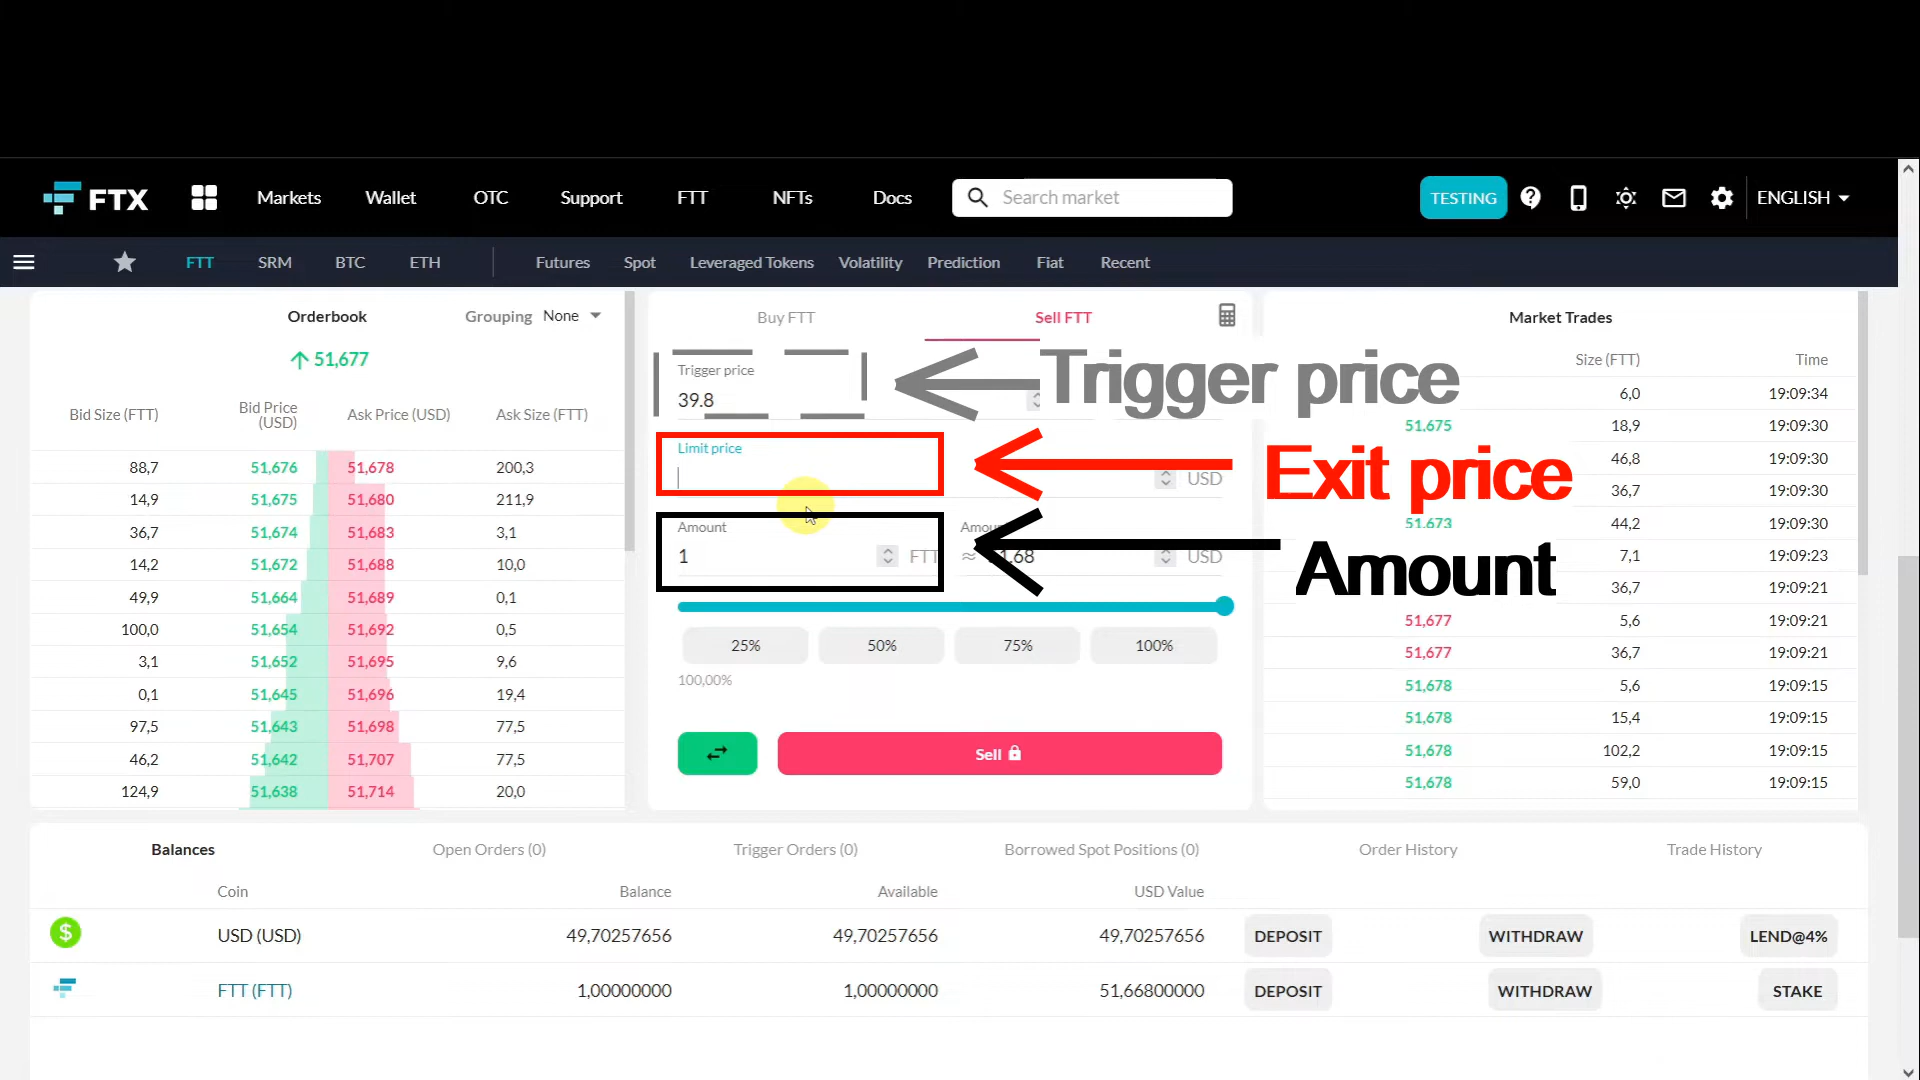 FTX
Markets
Wallet
OTC
Support
FTT
NFTs
Docs
Search market
TESTING
ENGLISH
FTT
SRM
BTC
ETH
Futures
Spot
Leveraged Tokens
Volatility
Prediction
Fiat
Recent
Orderbook
Grouping None
51,677
Bid Size (FTT)
Bid Price
(USD)
Ask Price (USD)
Ask Size (FTT)
88,7 51,676 51,678 200,3
14,9 51,675 51,680 211,9
36,7 51,674 51,683 3,1
14,2 51,672 51,688 10,0
49,9 51,664 51,689 0,1
100,0 51,654 51,692 0,5
3,1 51,652 51,695 9,6
0,1 51,645 51,696 19,4
97,5 51,643 51,698 77,5
46,2 51,642 51,707 77,5
124,9 51,638 51,714 20,0
Buy FTT
Sell FTT
Trigger price
39.8
Trigger price
Limit price
USD
Exit price
Amount
1 FTT
USD
Amount
25% 50% 75% 100%
100,00%
Sell
Market Trades
Size (FTT) Time
6,0 19:09:34
51,675 18,9 19:09:30
46,8 19:09:30
36,7 19:09:30
51,673 44,2 19:09:30
7,1 19:09:23
36,7 19:09:21
51,677 5,6 19:09:21
51,677 36,7 19:09:21
51,678 5,6 19:09:15
51,678 15,4 19:09:15
51,678 102,2 19:09:15
51,678 59,0 19:09:15
Balances
Open Orders (0)
Trigger Orders (0)
Borrowed Spot Positions (0)
Order History
Trade History
Coin Balance Available USD Value
USD (USD) 49,70257656 49,70257656 49,70257656 DEPOSIT WITHDRAW LEND@4%
FTT (FTT) 1,00000000 1,00000000 51,66800000 DEPOSIT WITHDRAW STAKE